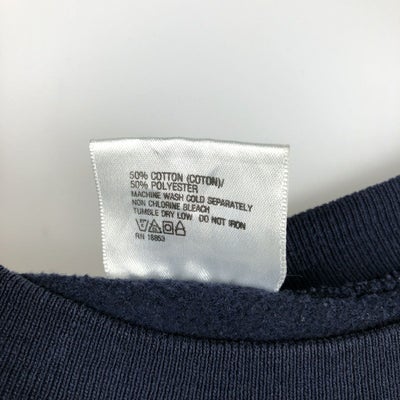 50% COTTON (COTON)/
50% POLYESTER
MACHINE WASH COLD SEPARATELY
NON CHLORINE BLEACH
TUMBLE DRY LOW DO NOT IRON
RN 16853